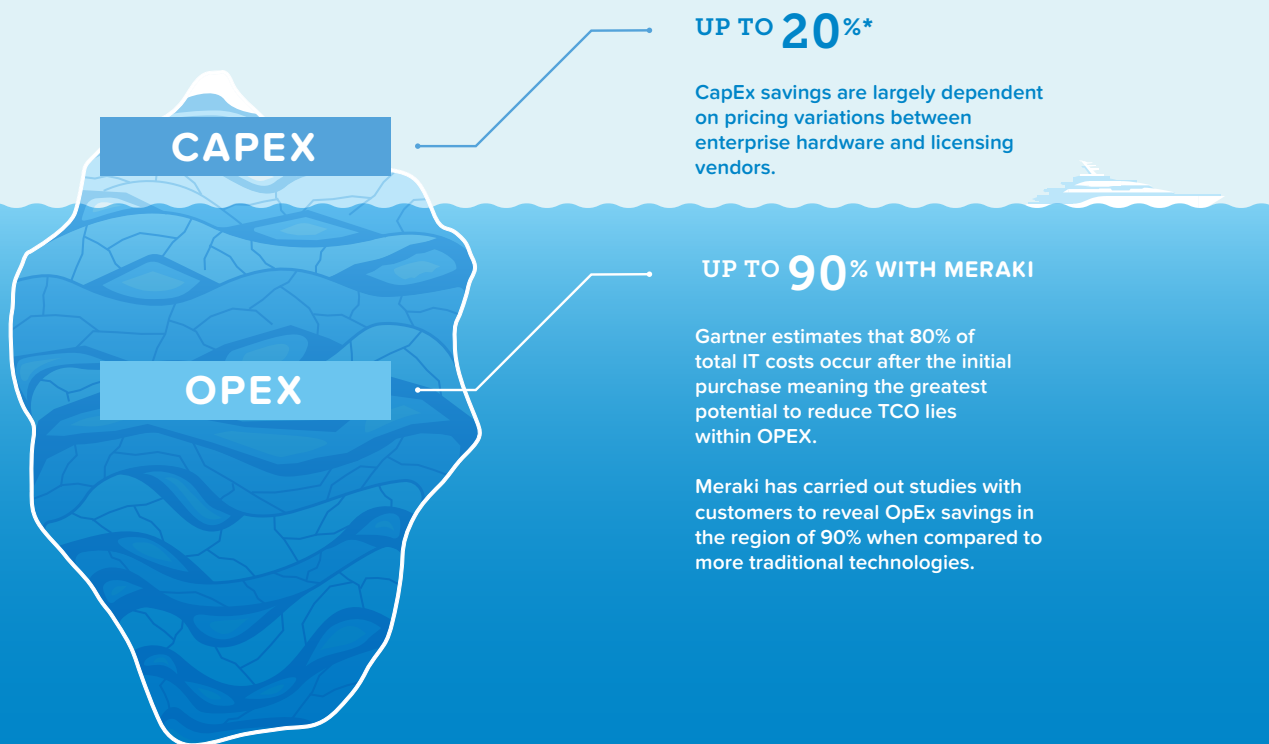 UP TO 20%*
CAPEX
CapEx savings are largely dependent
on pricing variations between
enterprise hardware and licensing
vendors.
UP TO 90% WITH MERAKI
OPEX
Gartner estimates that 80% of
total IT costs occur after the initial
purchase meaning the greatest
potential to reduce TCO lies
within OPEX.
Meraki has carried out studies with
customers to reveal OpEx savings in
the region of 90% when compared to
more traditional technologies.